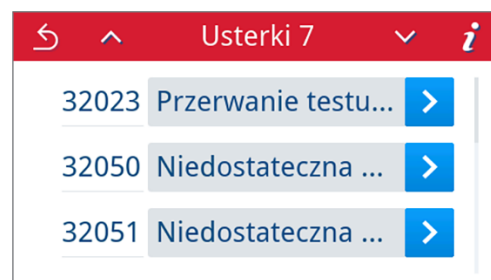 Usterki 7
32023 Przerwanie testu...
32050 Niedostateczna ...
32051 Niedostateczna ...